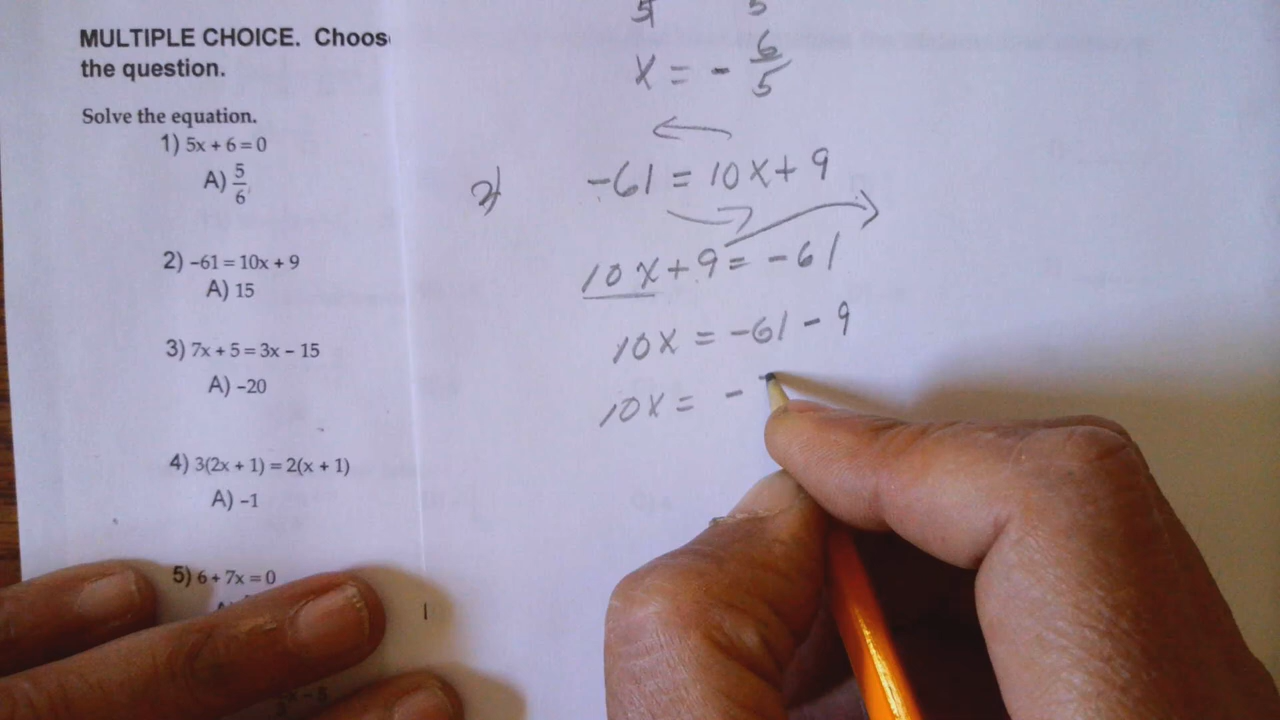 MULTIPLE CHOICE. Choos
the question.
Solve the equation.
1) 5x + 6 = 0
A) 5/6
2) -61 = 10x + 9
A) 15
3) 7x + 5 = 3x - 15
A) -20
4) 3(2x + 1) = 2(x + 1)
A) -1
5) 6 + 7x = 0
5 5
x = - 6/5
2) -61 = 10x + 9
10x + 9 = -61
10x = -61 - 9
10x = -